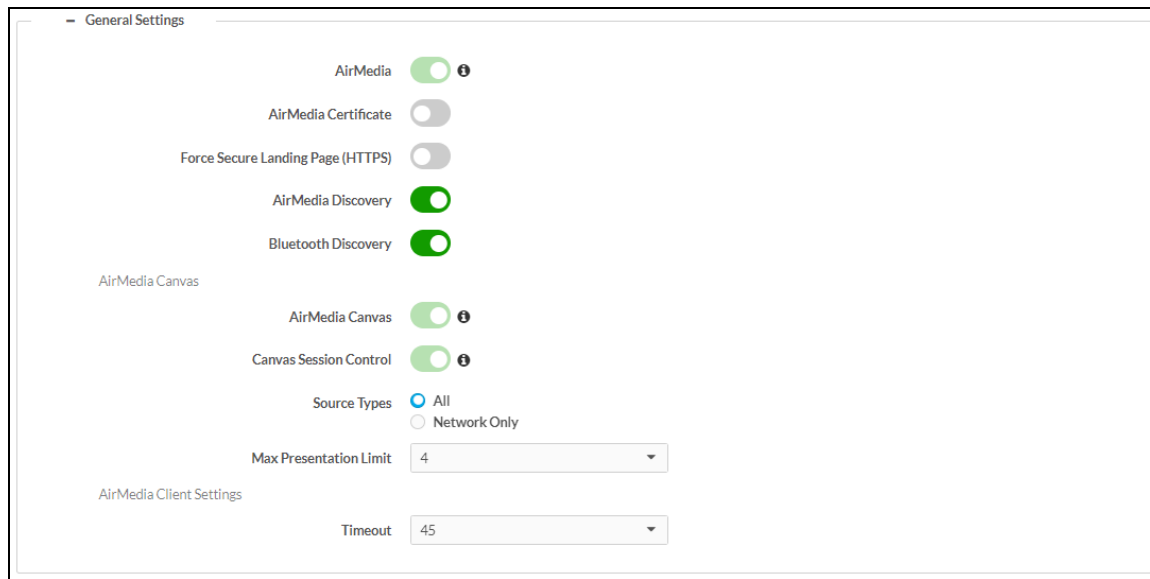 General Settings
AirMedia
AirMedia Certificate
Force Secure Landing Page (HTTPS)
AirMedia Discovery
Bluetooth Discovery
AirMedia Canvas
AirMedia Canvas
Canvas Session Control
Source Types All
Network Only
Max Presentation Limit 4
AirMedia Client Settings
Timeout 45